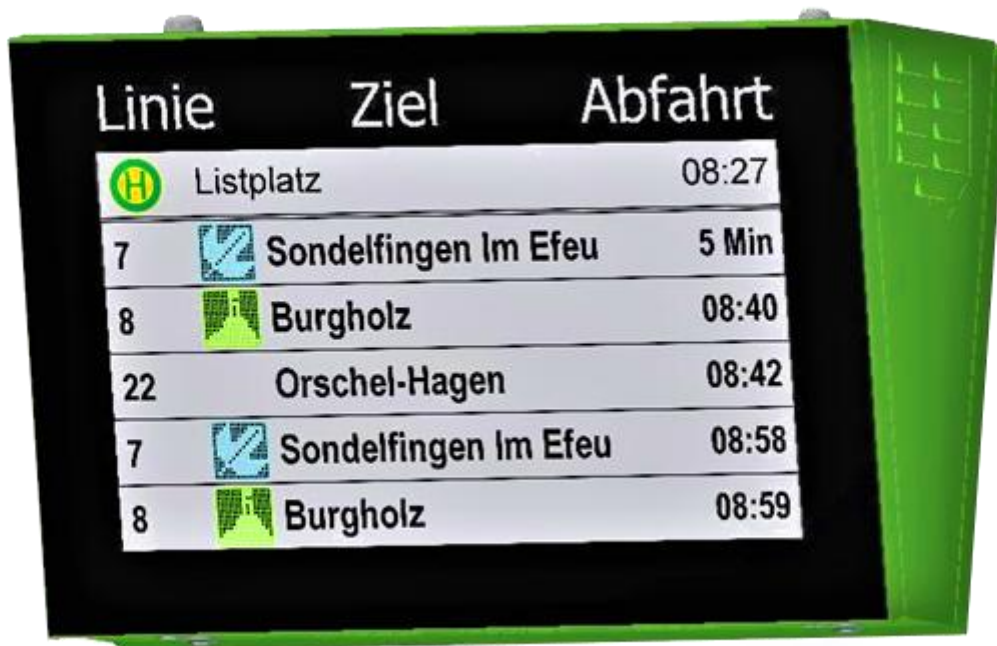 Linie Ziel Abfahrt
H Listplatz 08:27
7 Sondelfingen Im Efeu 5 Min
8 Burgholz 08:40
22 Orschel-Hagen 08:42
7 Sondelfingen Im Efeu 08:58
8 Burgholz 08:59